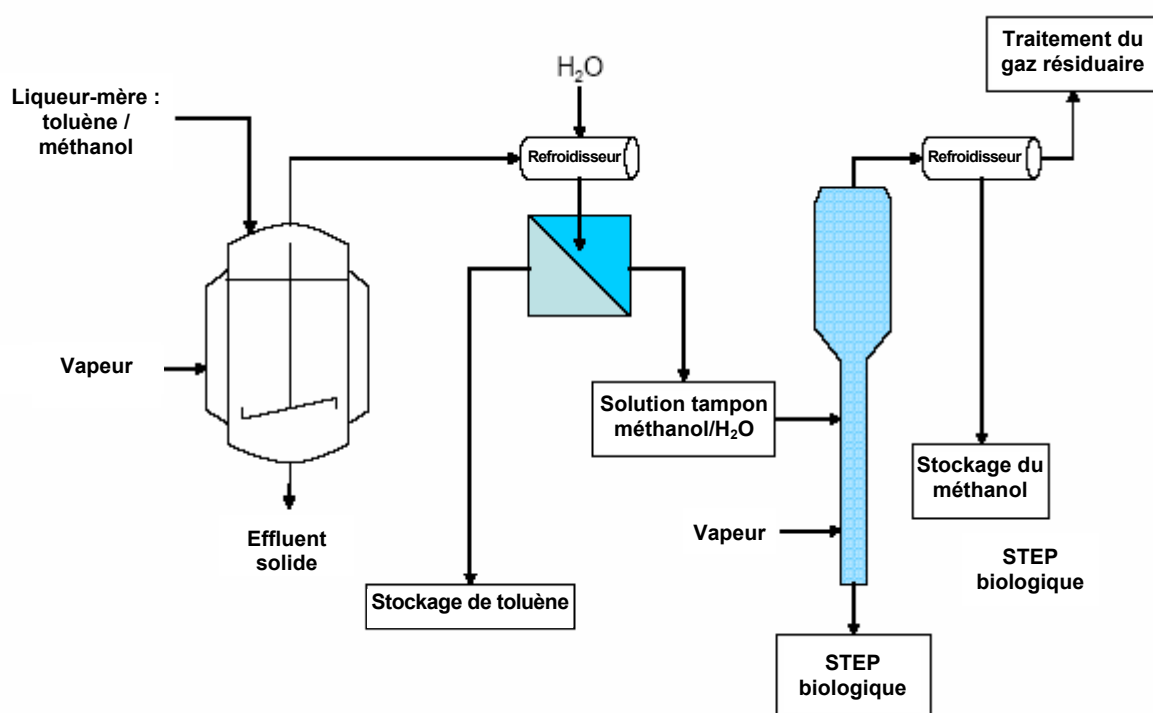 Traitement du
gaz résiduaire
H₂O
Liqueur-mère :
toluène /
méthanol
Refroidisseur
Refroidisseur
Vapeur
Solution tampon
méthanol/H₂O
Stockage du
méthanol
Effluent
solide
Vapeur
STEP
biologique
Stockage de toluène
STEP
biologique